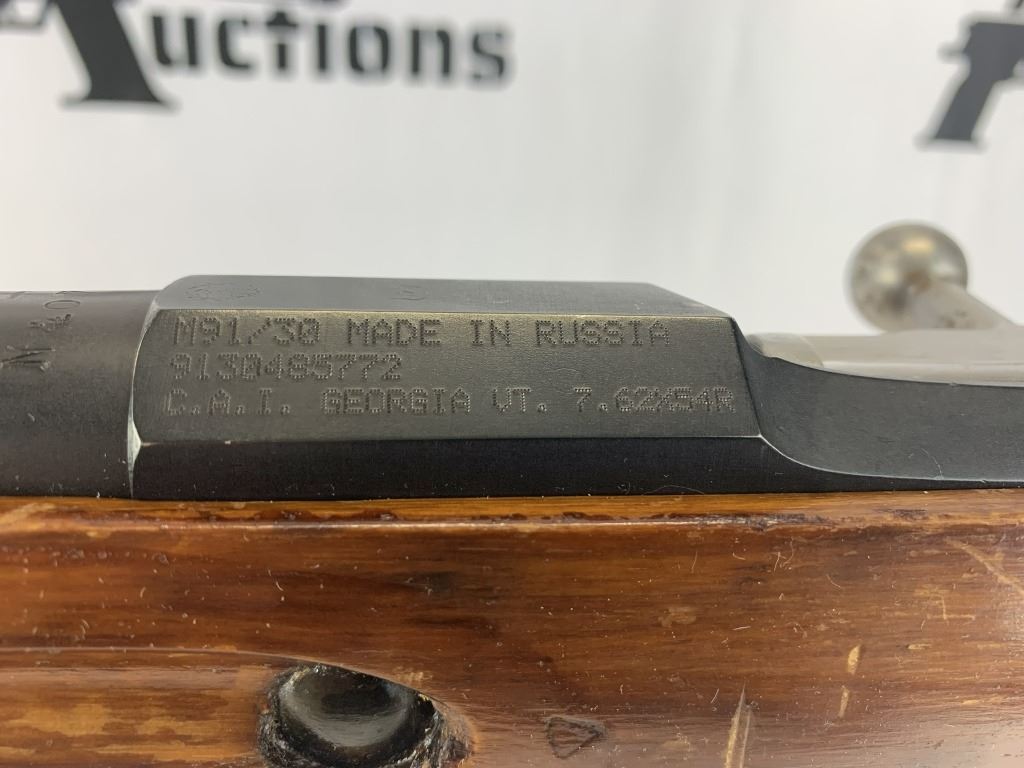 Auctions
M91/30 MADE IN RUSSIA
9130485772
C.A.I. GEORGIA VT. 7.62X54R